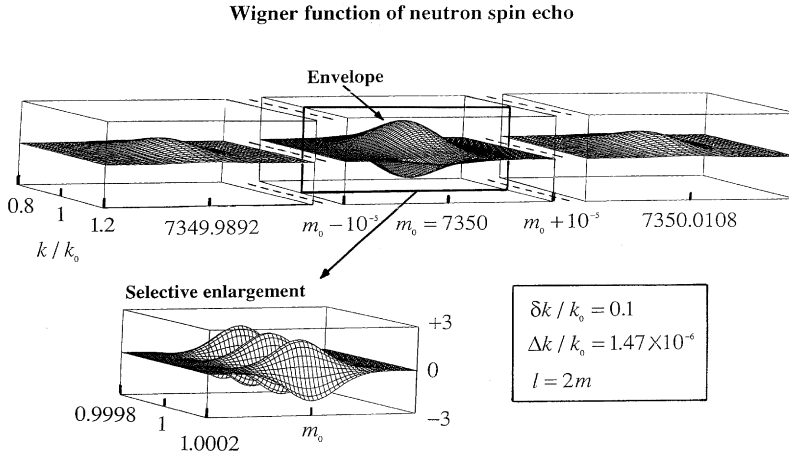 Wigner function of neutron spin echo
Envelope
0.8
1
1.2
k / k₀
7349.9892
m₀ − 10⁻⁵
m₀ = 7350
m₀ + 10⁻⁵
7350.0108
Selective enlargement
+3
0
−3
0.9998
1
1.0002
m₀
δk / k₀ = 0.1
Δk / k₀ = 1.47×10⁻⁶
l = 2m